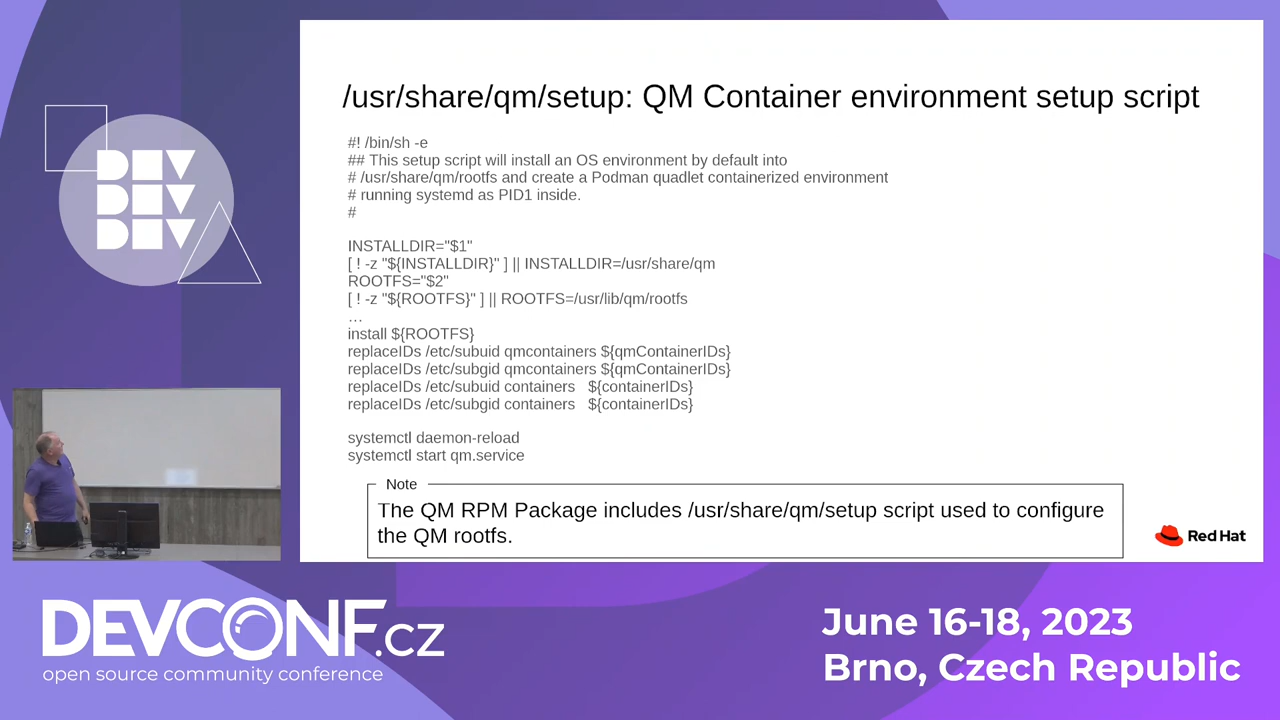 /usr/share/qm/setup: QM Container environment setup script
#! /bin/sh -e
## This setup script will install an OS environment by default into
# /usr/share/qm/rootfs and create a Podman quadlet containerized environment
# running systemd as PID1 inside.
#
INSTALLDIR="$1"
[ ! -z "${INSTALLDIR}" ] || INSTALLDIR=/usr/share/qm
ROOTFS="$2"
[ ! -z "${ROOTFS}" ] || ROOTFS=/usr/lib/qm/rootfs
…
install ${ROOTFS}
replaceIDs /etc/subuid qmcontainers ${qmContainerIDs}
replaceIDs /etc/subgid qmcontainers ${qmContainerIDs}
replaceIDs /etc/subuid containers ${containerIDs}
replaceIDs /etc/subgid containers ${containerIDs}
systemctl daemon-reload
systemctl start qm.service
Note
The QM RPM Package includes /usr/share/qm/setup script used to configure
the QM rootfs.
Red Hat
DEV
DEV
DEV
DEVCONF.CZ
open source community conference
June 16-18, 2023
Brno, Czech Republic